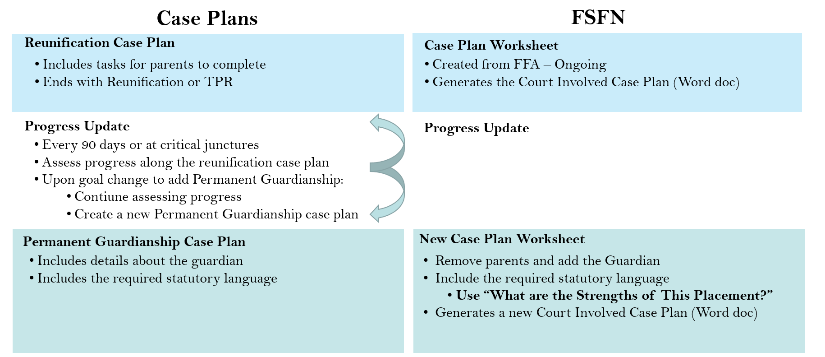 Case Plans
FSFN
Reunification Case Plan
• Includes tasks for parents to complete
• Ends with Reunification or TPR
Case Plan Worksheet
• Created from FFA – Ongoing
• Generates the Court Involved Case Plan (Word doc)
Progress Update
• Every 90 days or at critical junctures
• Assess progress along the reunification case plan
• Upon goal change to add Permanent Guardianship:
• Contiune assessing progress
• Create a new Permanent Guardianship case plan
Progress Update
Permanent Guardianship Case Plan
• Includes details about the guardian
• Includes the required statutory language
New Case Plan Worksheet
• Remove parents and add the Guardian
• Include the required statutory language
• Use “What are the Strengths of This Placement?”
• Generates a new Court Involved Case Plan (Word doc)